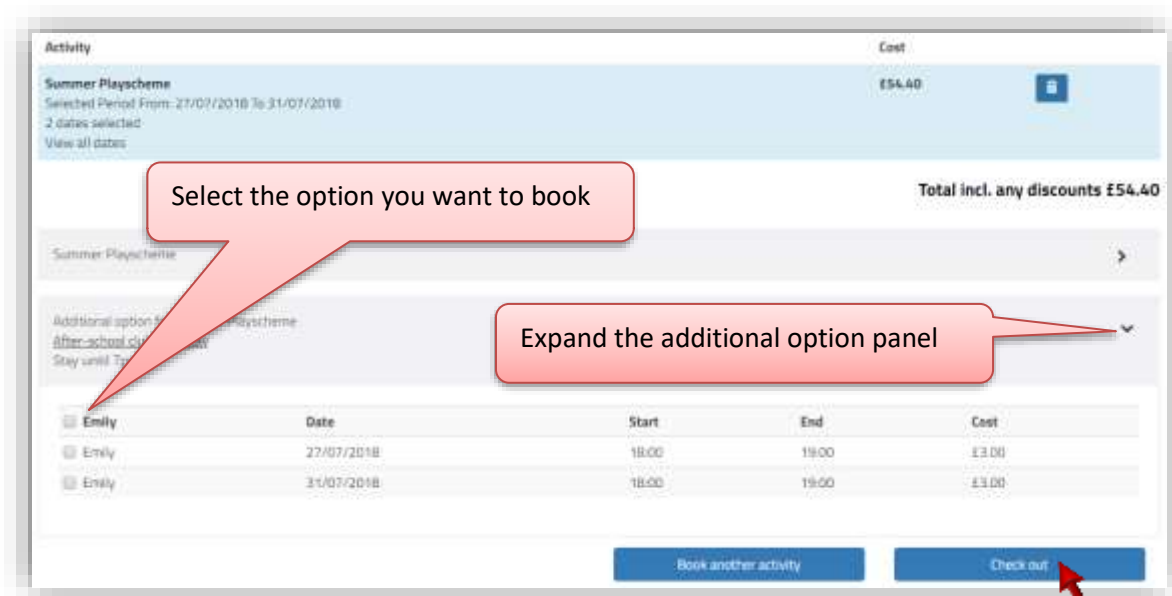 Activity Cost
Summer Playscheme £54.40
Selected Period From: 27/07/2018 To 31/07/2018
2 dates selected
View all dates
Select the option you want to book
Total incl. any discounts £54.40
Summer Playscheme
Additional option Playscheme
After-school
Stay until
Expand the additional option panel
Emily Date Start End Cost
Emily 27/07/2018 18:00 19:00 £3.00
Emily 31/07/2018 18:00 19:00 £3.00
Book another activity Check out